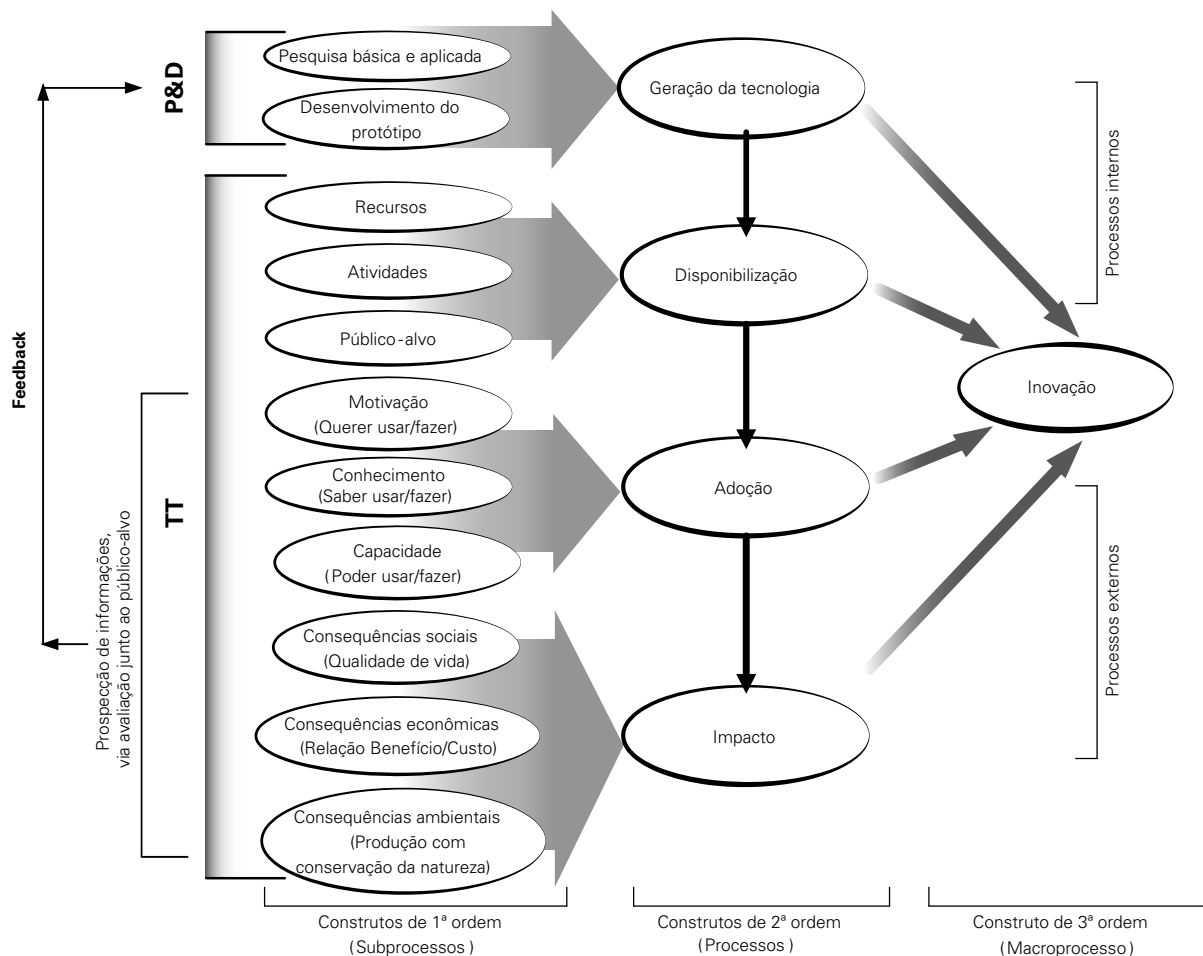 Feedback
Prospecção de informações,
via avaliação junto ao público-alvo
P&D
TT
Pesquisa básica e aplicada
Desenvolvimento do
protótipo
Recursos
Atividades
Público-alvo
Motivação
(Querer usar/fazer)
Conhecimento
(Saber usar/fazer)
Capacidade
(Poder usar/fazer)
Consequências sociais
(Qualidade de vida)
Consequências econômicas
(Relação Benefício/Custo)
Consequências ambientais
(Produção com
conservação da natureza)
Construtos de 1ª ordem
(Subprocessos)
Geração da tecnologia
Disponibilização
Adoção
Impacto
Construtos de 2ª ordem
(Processos)
Processos internos
Inovação
Processos externos
Construto de 3ª ordem
(Macroprocesso)